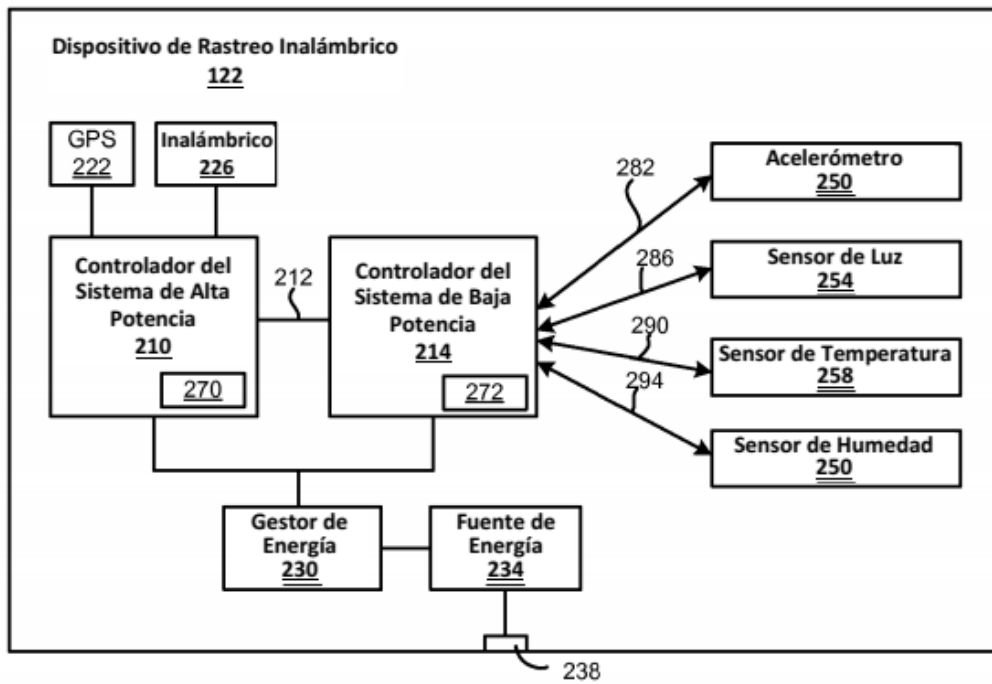 Dispositivo de Rastreo Inalámbrico
122
GPS
222
Inalámbrico
226
Controlador del
Sistema de Alta
Potencia
210
270
212
Controlador del
Sistema de Baja
Potencia
214
272
282
286
290
294
Acelerómetro
250
Sensor de Luz
254
Sensor de Temperatura
258
Sensor de Humedad
250
Gestor de
Energía
230
Fuente de
Energía
234
238